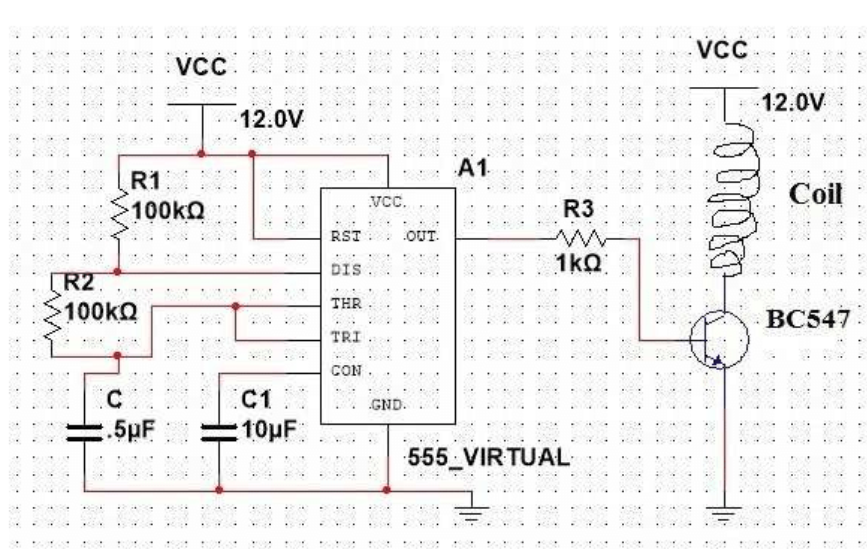 VCC
12.0V
VCC
12.0V
R1
100kΩ
R2
100kΩ
A1
VCC
RST
OUT
DIS
THR
TRI
CON
GND
R3
1kΩ
Coil
BC547
C
.5µF
C1
10µF
555_VIRTUAL